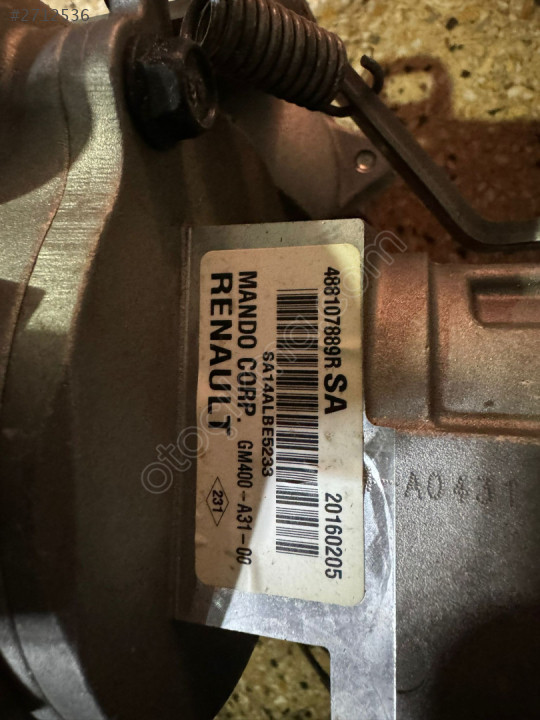 488107889R SA 20160205
SA14ALBE5233
MANDO CORP. GM400-A31-00
RENAULT 231
A0431